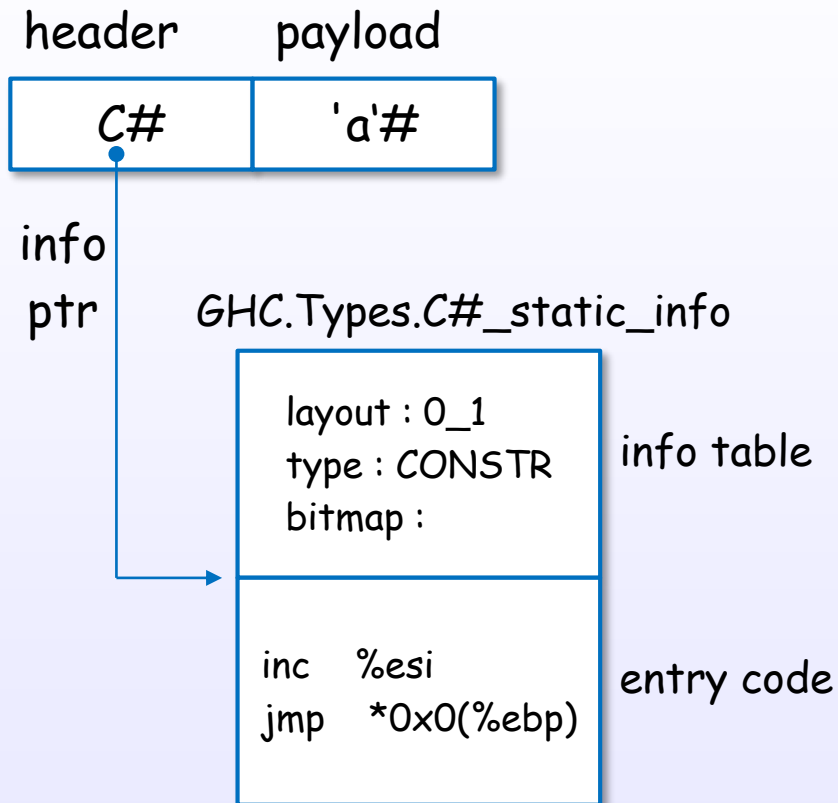 header payload
C# 'a'#
info
ptr
GHC.Types.C#_static_info
layout : 0_1
type : CONSTR
bitmap :
info table
inc %esi
jmp *0x0(%ebp)
entry code